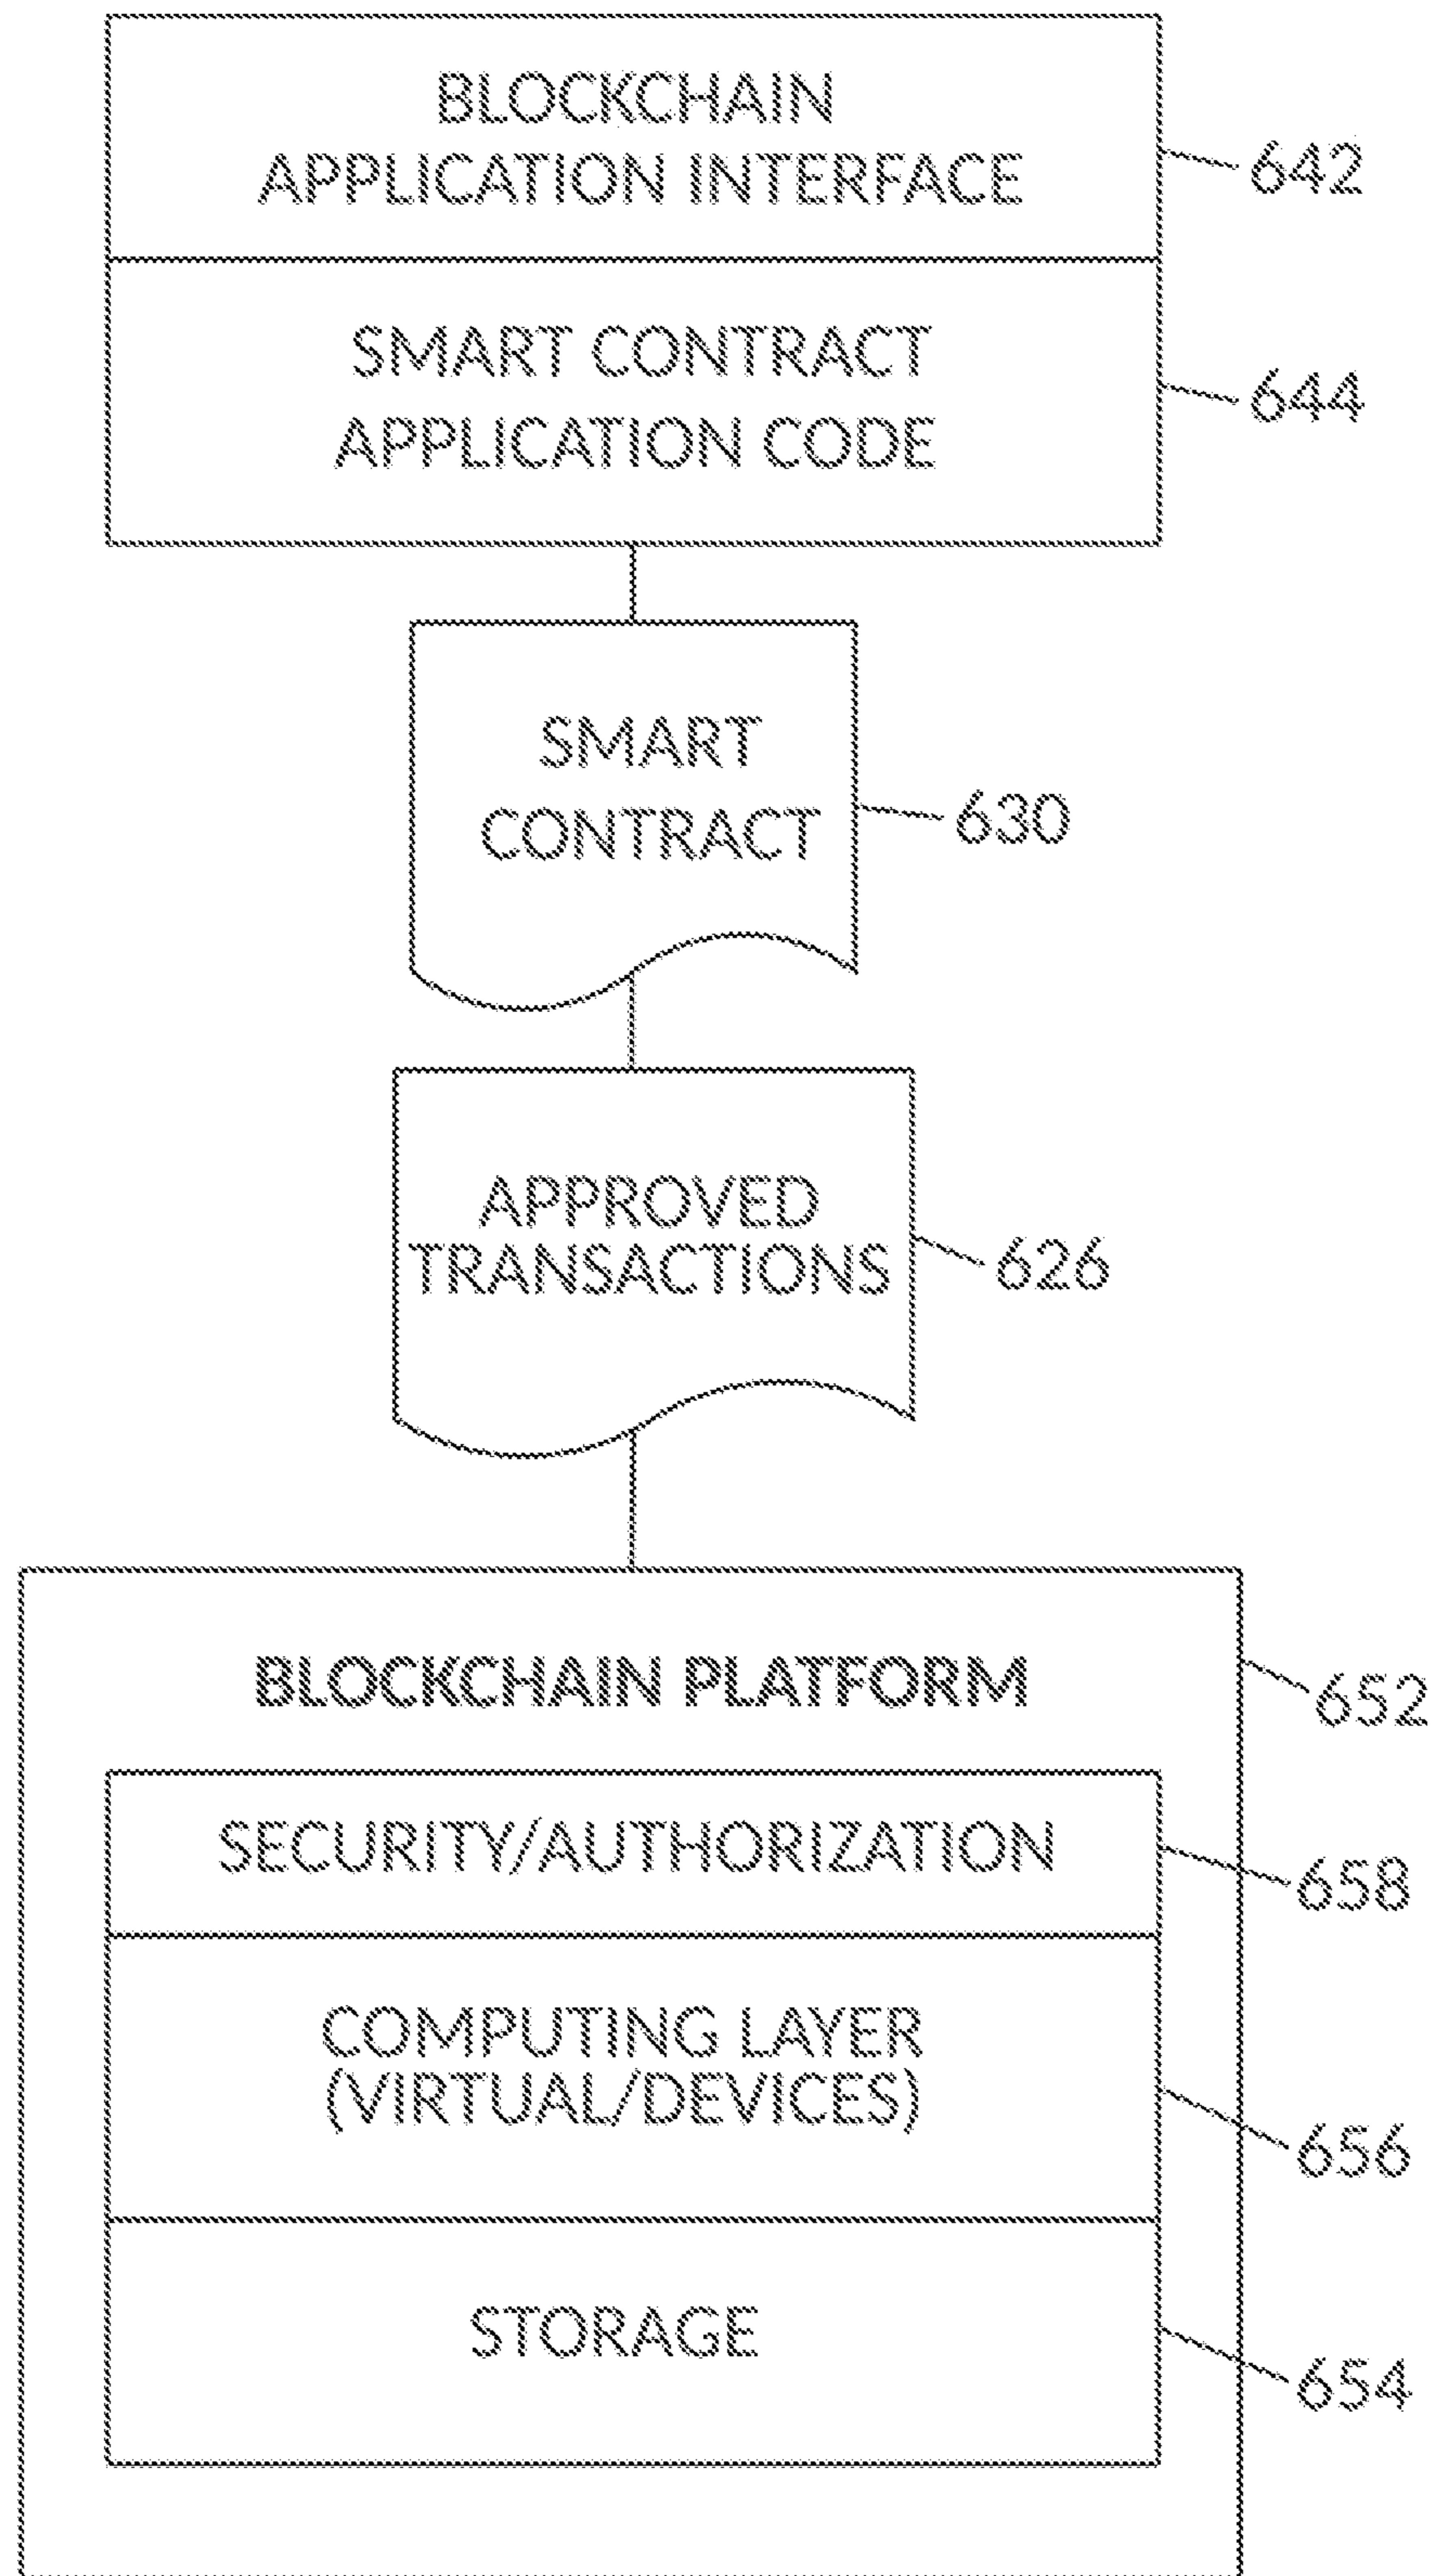 BLOCKCHAIN
APPLICATION INTERFACE
642
SMART CONTRACT
APPLICATION CODE
644
SMART
CONTRACT
630
APPROVED
TRANSACTIONS
626
BLOCKCHAIN PLATFORM
652
SECURITY/AUTHORIZATION
658
COMPUTING LAYER
(VIRTUAL/DEVICES)
656
STORAGE
654